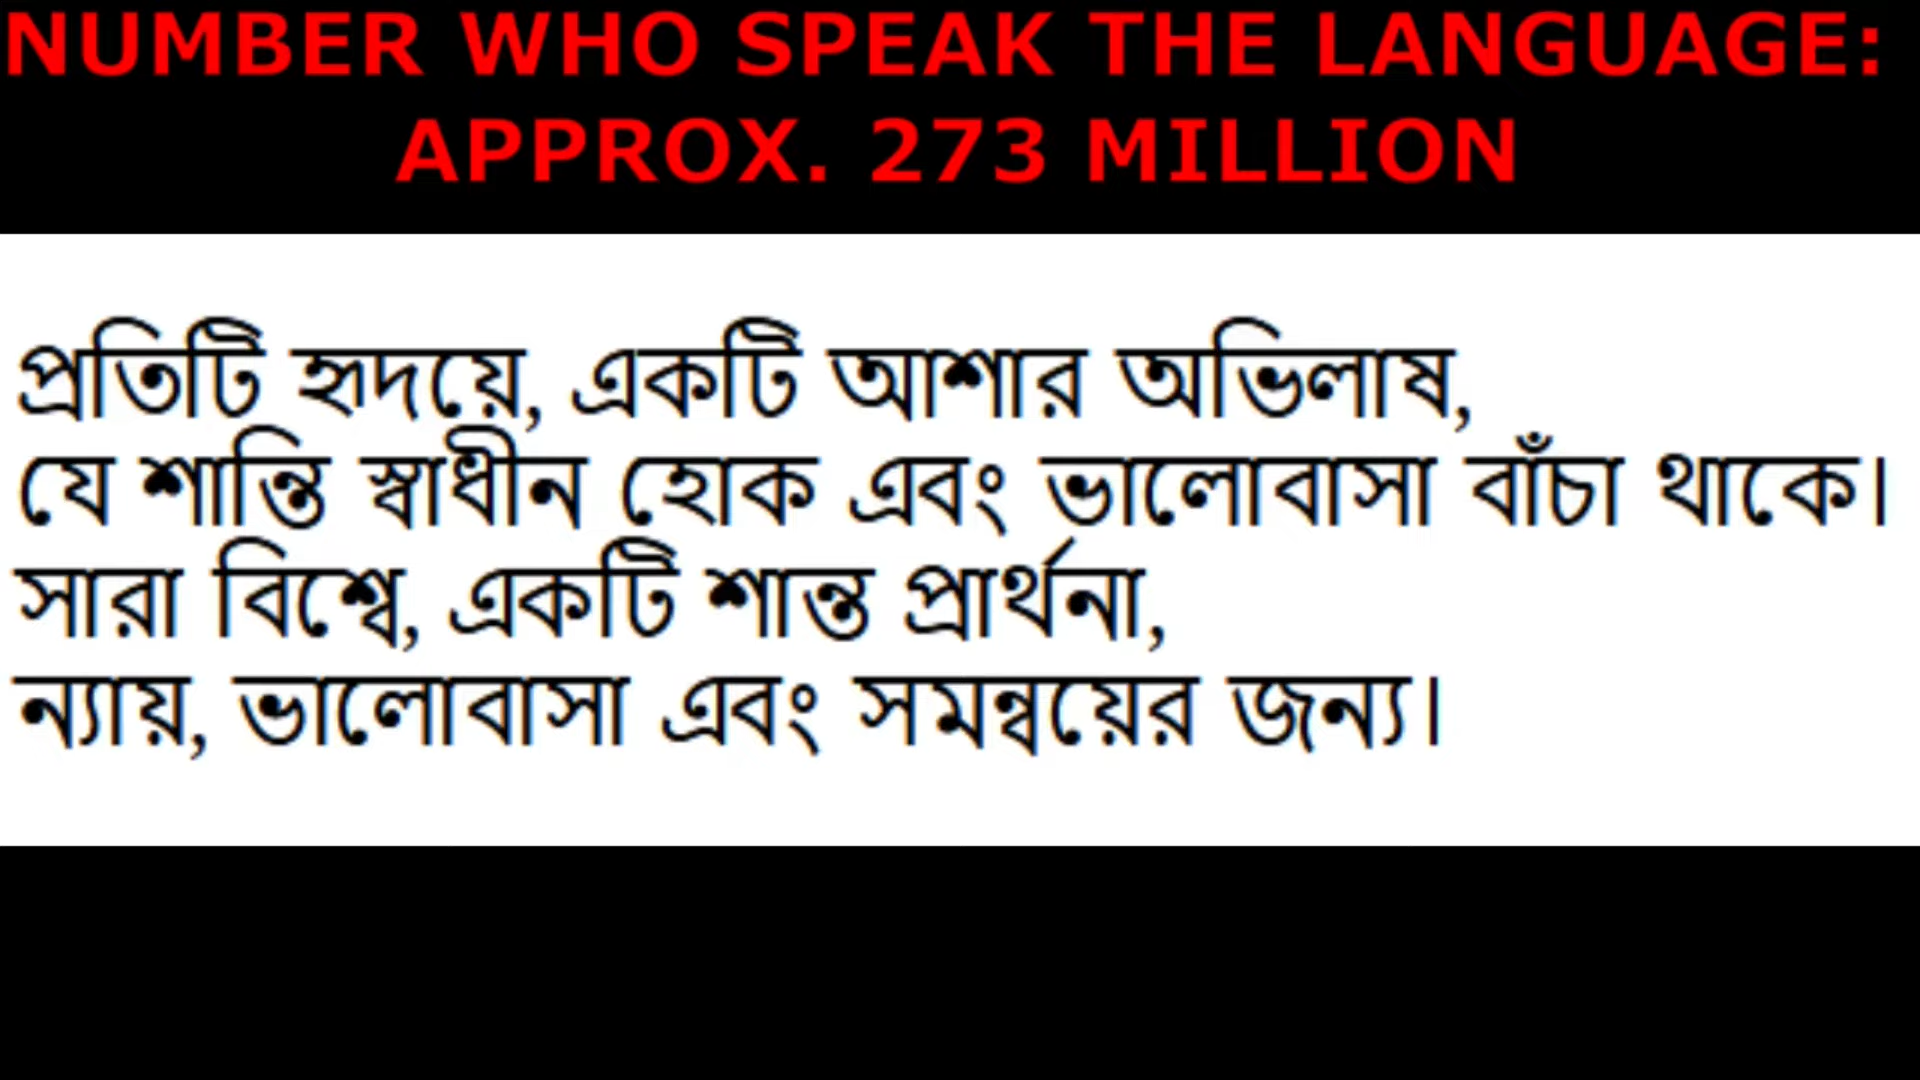 NUMBER WHO SPEAK THE LANGUAGE:
APPROX. 273 MILLION
প্রতিটি হৃদয়ে, একটি আশার অভিলাষ,
যে শান্তি স্বাধীন হোক এবং ভালোবাসা বাঁচা থাকে।
সারা বিশ্বে, একটি শান্ত প্রার্থনা,
ন্যায়, ভালোবাসা এবং সমন্বয়ের জন্য।